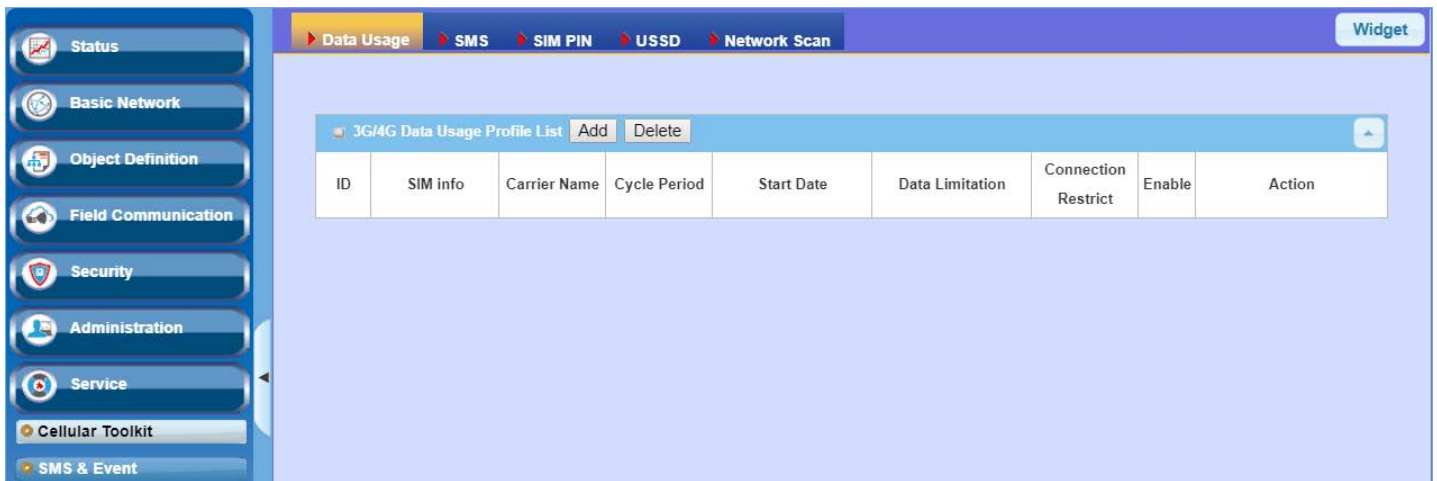 Status
Basic Network
Object Definition
Field Communication
Security
Administration
Service
Cellular Toolkit
SMS & Event
Data Usage SMS SIM PIN USSD Network Scan
Widget
3G/4G Data Usage Profile List Add Delete
ID SIM info Carrier Name Cycle Period Start Date Data Limitation Connection Restrict Enable Action